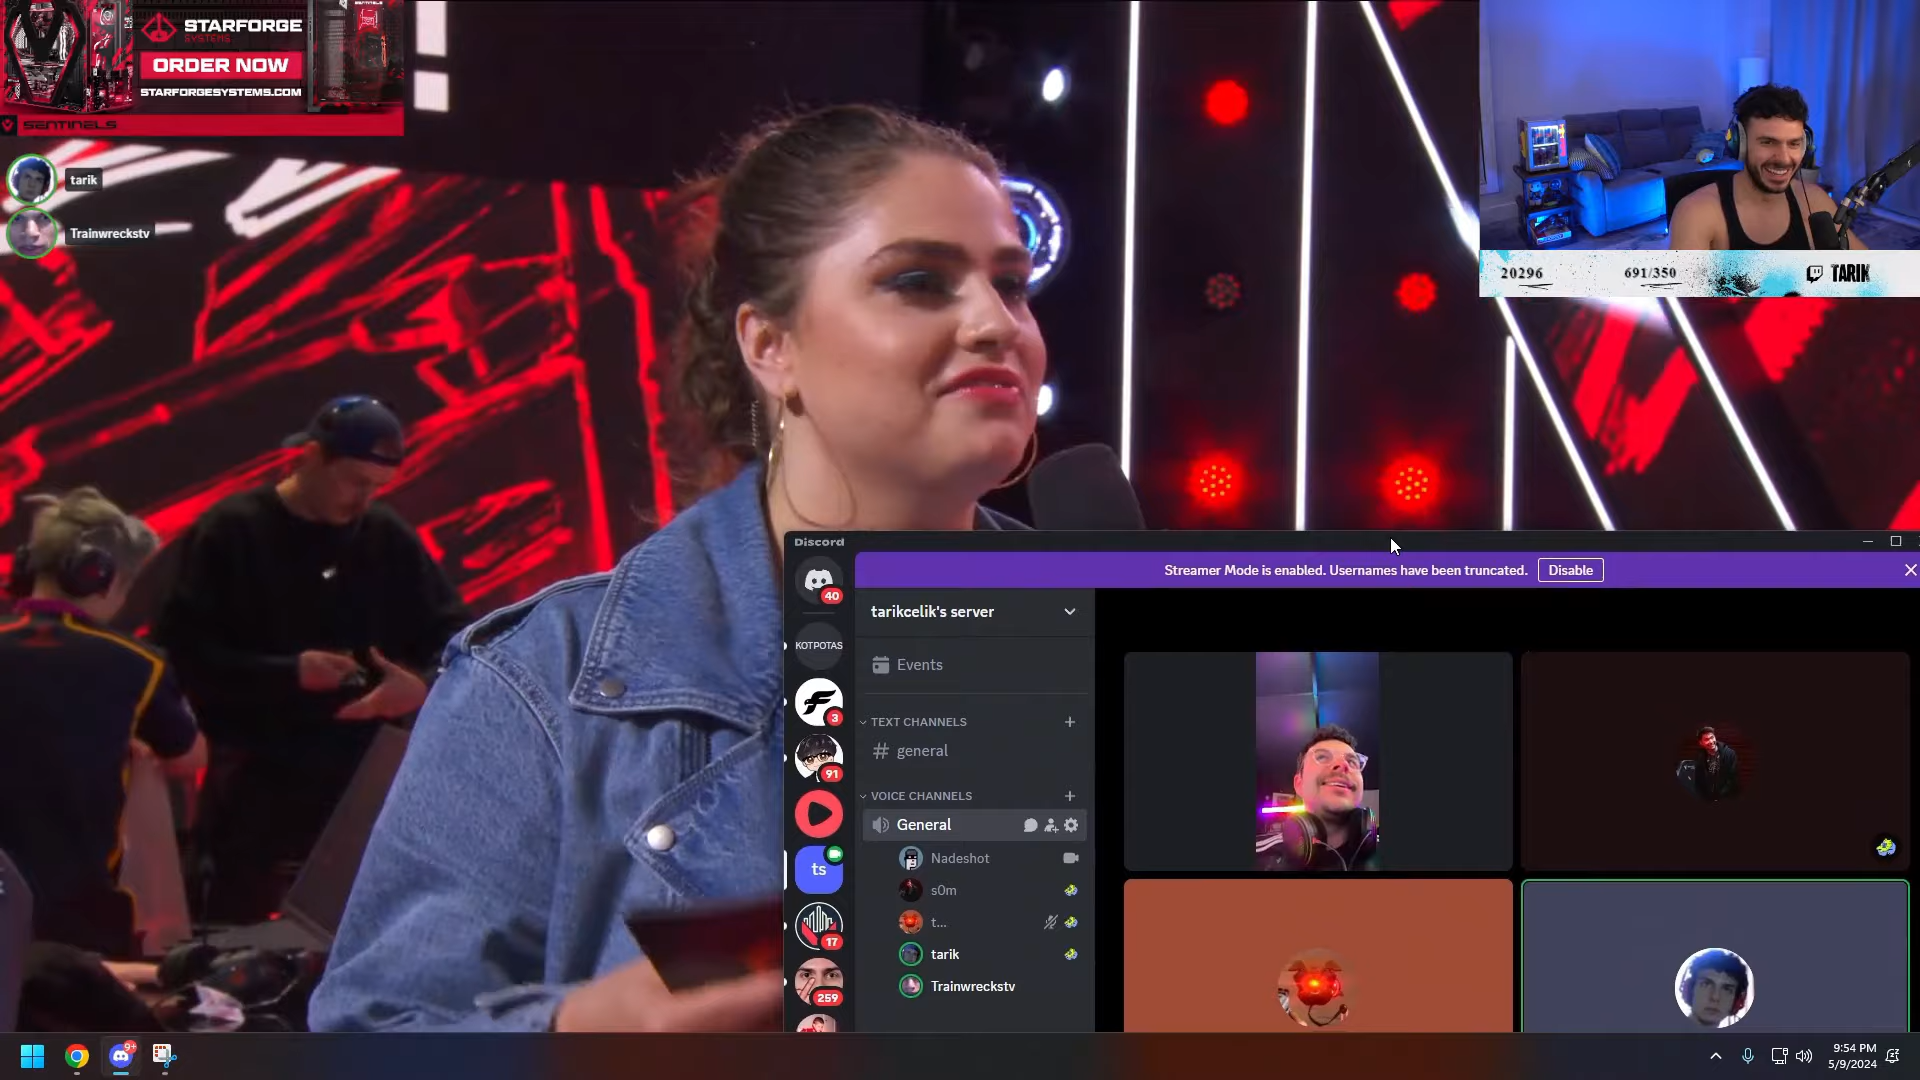 STARFORGE
SYSTEMS
ORDER NOW
STARFORGESYSTEMS.COM
SENTINELS
tarik
Trainwreckstv
20296
691/350
TARIK
Discord
Streamer Mode is enabled. Usernames have been truncated.
Disable
40
tarikcelik's server
KOTPOTAS
Events
3
TEXT CHANNELS
general
91
VOICE CHANNELS
General
ts
Nadeshot
s0m
t...
17
tarik
259
Trainwreckstv
9+
9:54 PM
5/9/2024